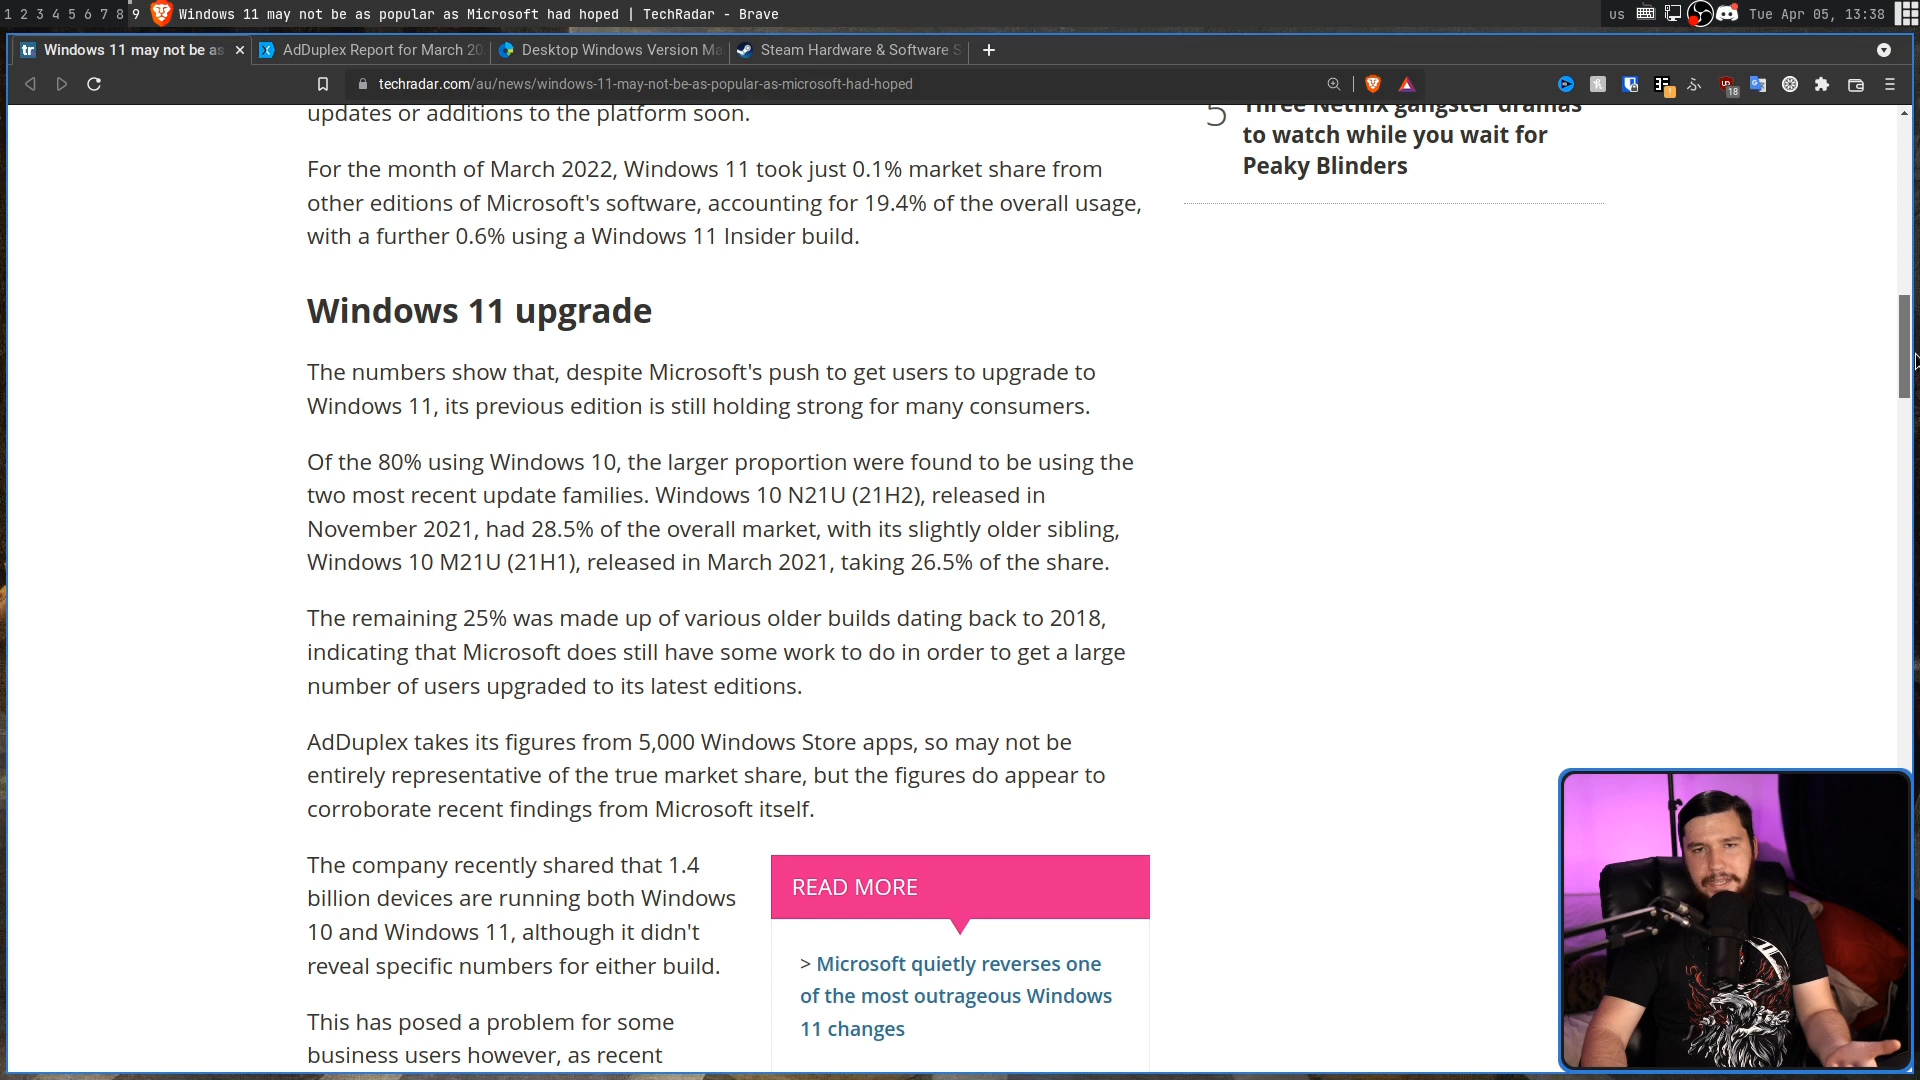 1 2 3 4 5 6 7 8 9 Windows 11 may not be as popular as Microsoft had hoped | TechRadar - Brave
us Tue Apr 05, 13:38
tr Windows 11 may not be as
AdDuplex Report for March 20
Desktop Windows Version Ma
Steam Hardware & Software S
techradar.com/au/news/windows-11-may-not-be-as-popular-as-microsoft-had-hoped
18
updates or additions to the platform soon.
For the month of March 2022, Windows 11 took just 0.1% market share from
other editions of Microsoft's software, accounting for 19.4% of the overall usage,
with a further 0.6% using a Windows 11 Insider build.
Windows 11 upgrade
The numbers show that, despite Microsoft's push to get users to upgrade to
Windows 11, its previous edition is still holding strong for many consumers.
Of the 80% using Windows 10, the larger proportion were found to be using the
two most recent update families. Windows 10 N21U (21H2), released in
November 2021, had 28.5% of the overall market, with its slightly older sibling,
Windows 10 M21U (21H1), released in March 2021, taking 26.5% of the share.
The remaining 25% was made up of various older builds dating back to 2018,
indicating that Microsoft does still have some work to do in order to get a large
number of users upgraded to its latest editions.
AdDuplex takes its figures from 5,000 Windows Store apps, so may not be
entirely representative of the true market share, but the figures do appear to
corroborate recent findings from Microsoft itself.
The company recently shared that 1.4
billion devices are running both Windows
10 and Windows 11, although it didn't
reveal specific numbers for either build.
This has posed a problem for some
business users however, as recent
READ MORE
> Microsoft quietly reverses one
of the most outrageous Windows
11 changes
5 Three Netflix gangster dramas
to watch while you wait for
Peaky Blinders